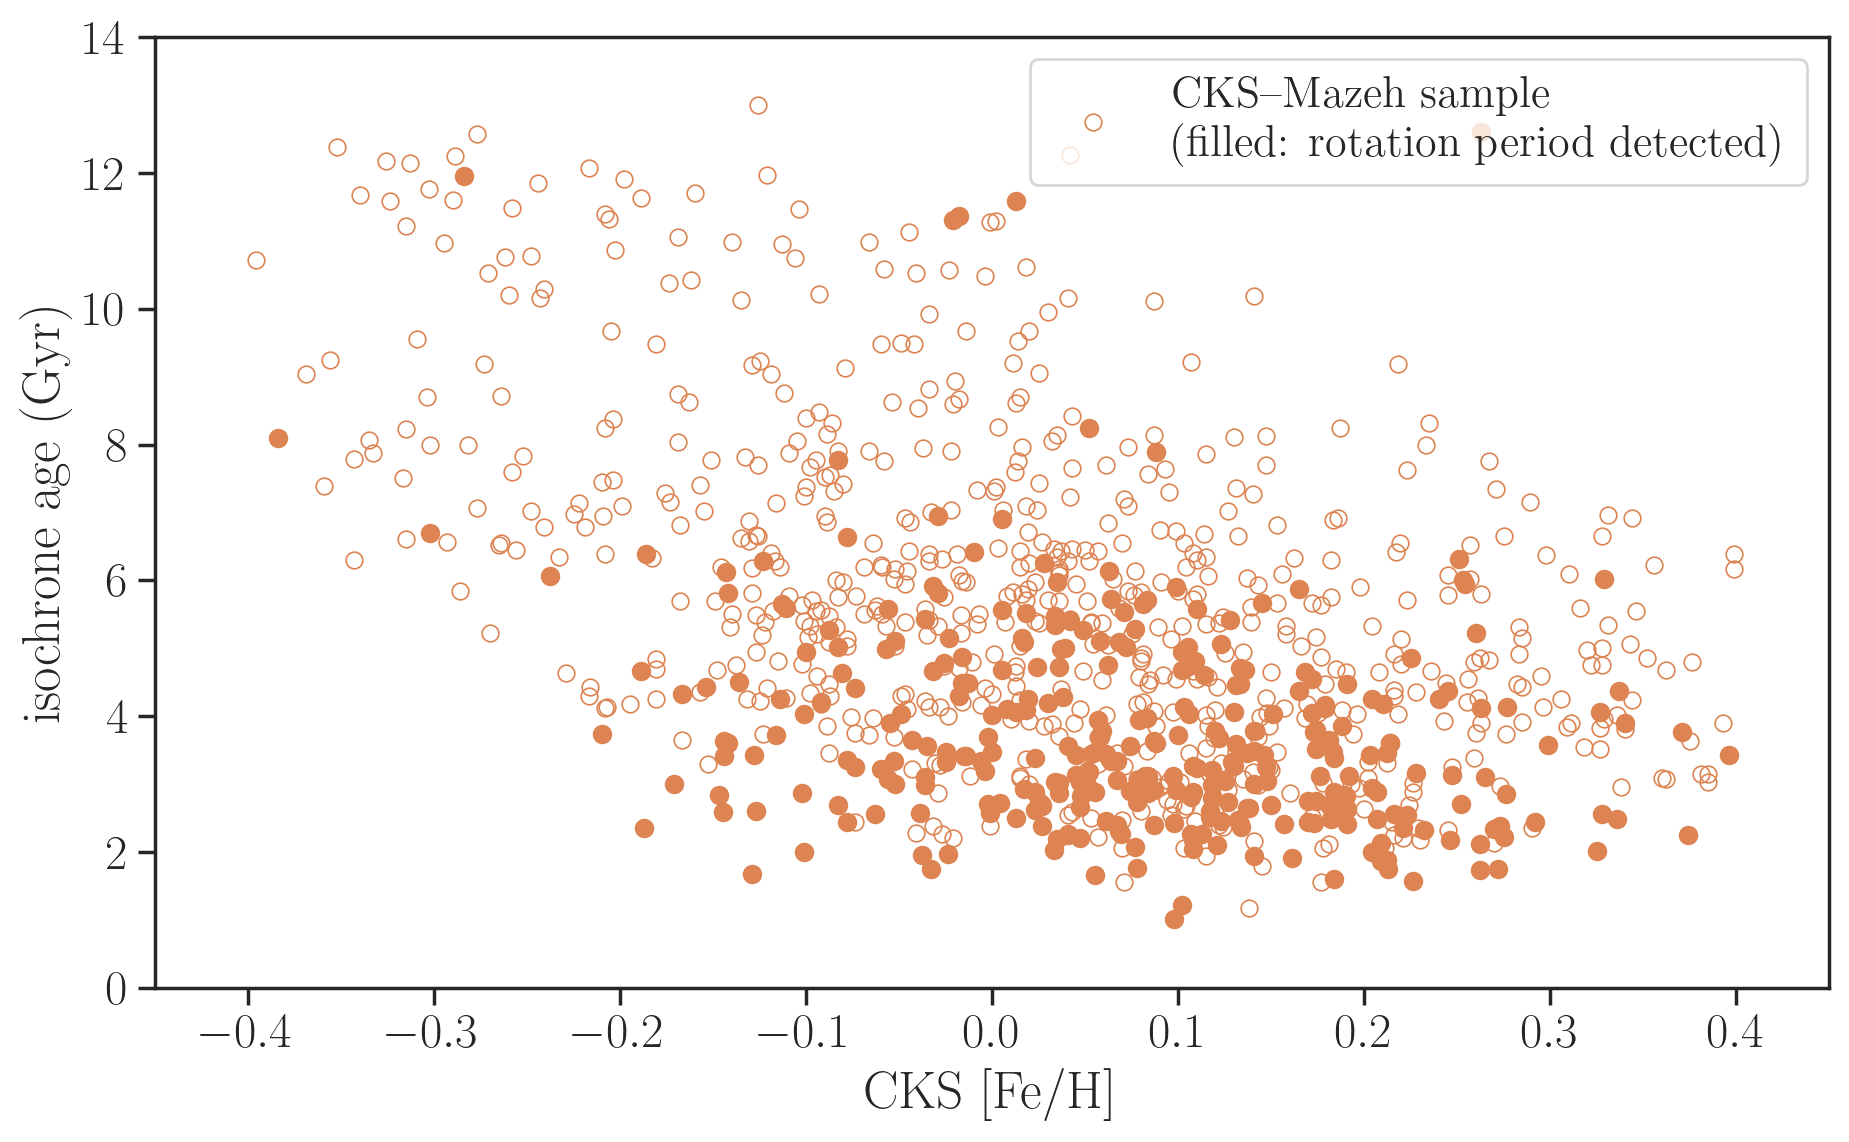 14
12
10
8
6
4
2
0
isochrone age (Gyr)
CKS–Mazeh sample
(filled: rotation period detected)
−0.4 −0.3 −0.2 −0.1 0.0 0.1 0.2 0.3 0.4
CKS [Fe/H]